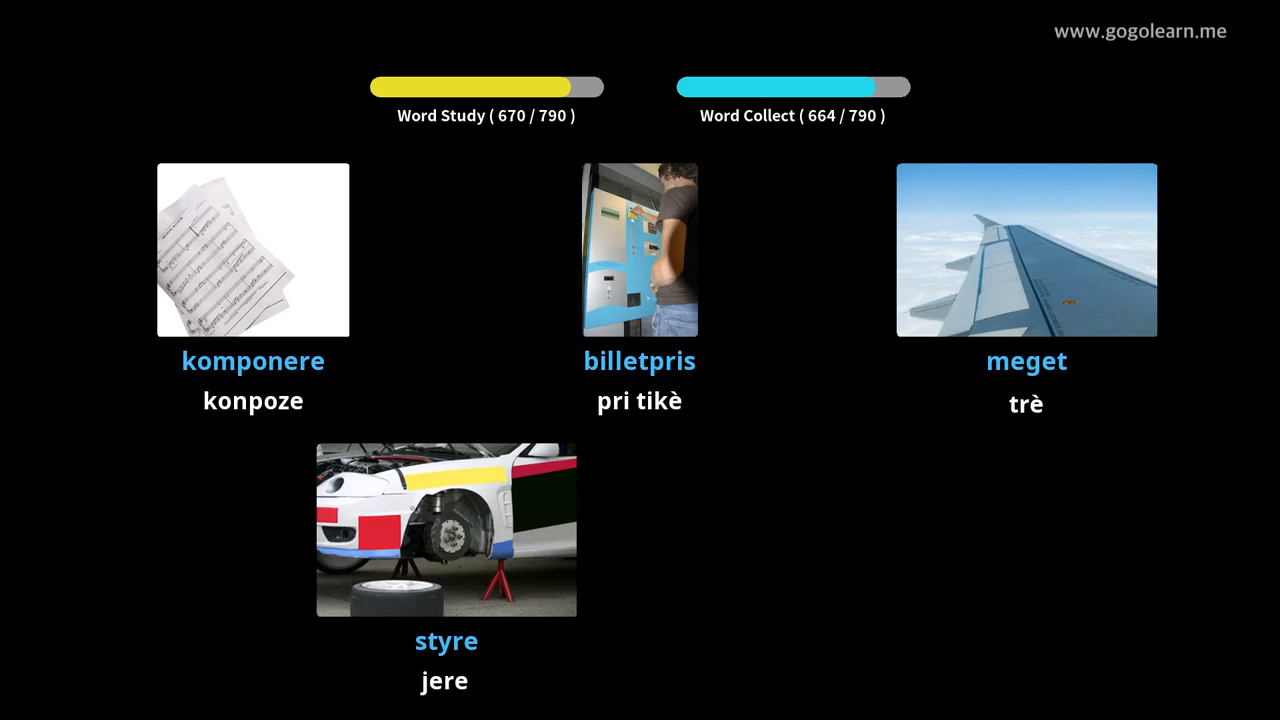 www.gogolearn.me
Word Study ( 670 / 790 )
Word Collect ( 664 / 790 )
komponere
konpoze
billetpris
pri tikè
meget
trè
styre
jere